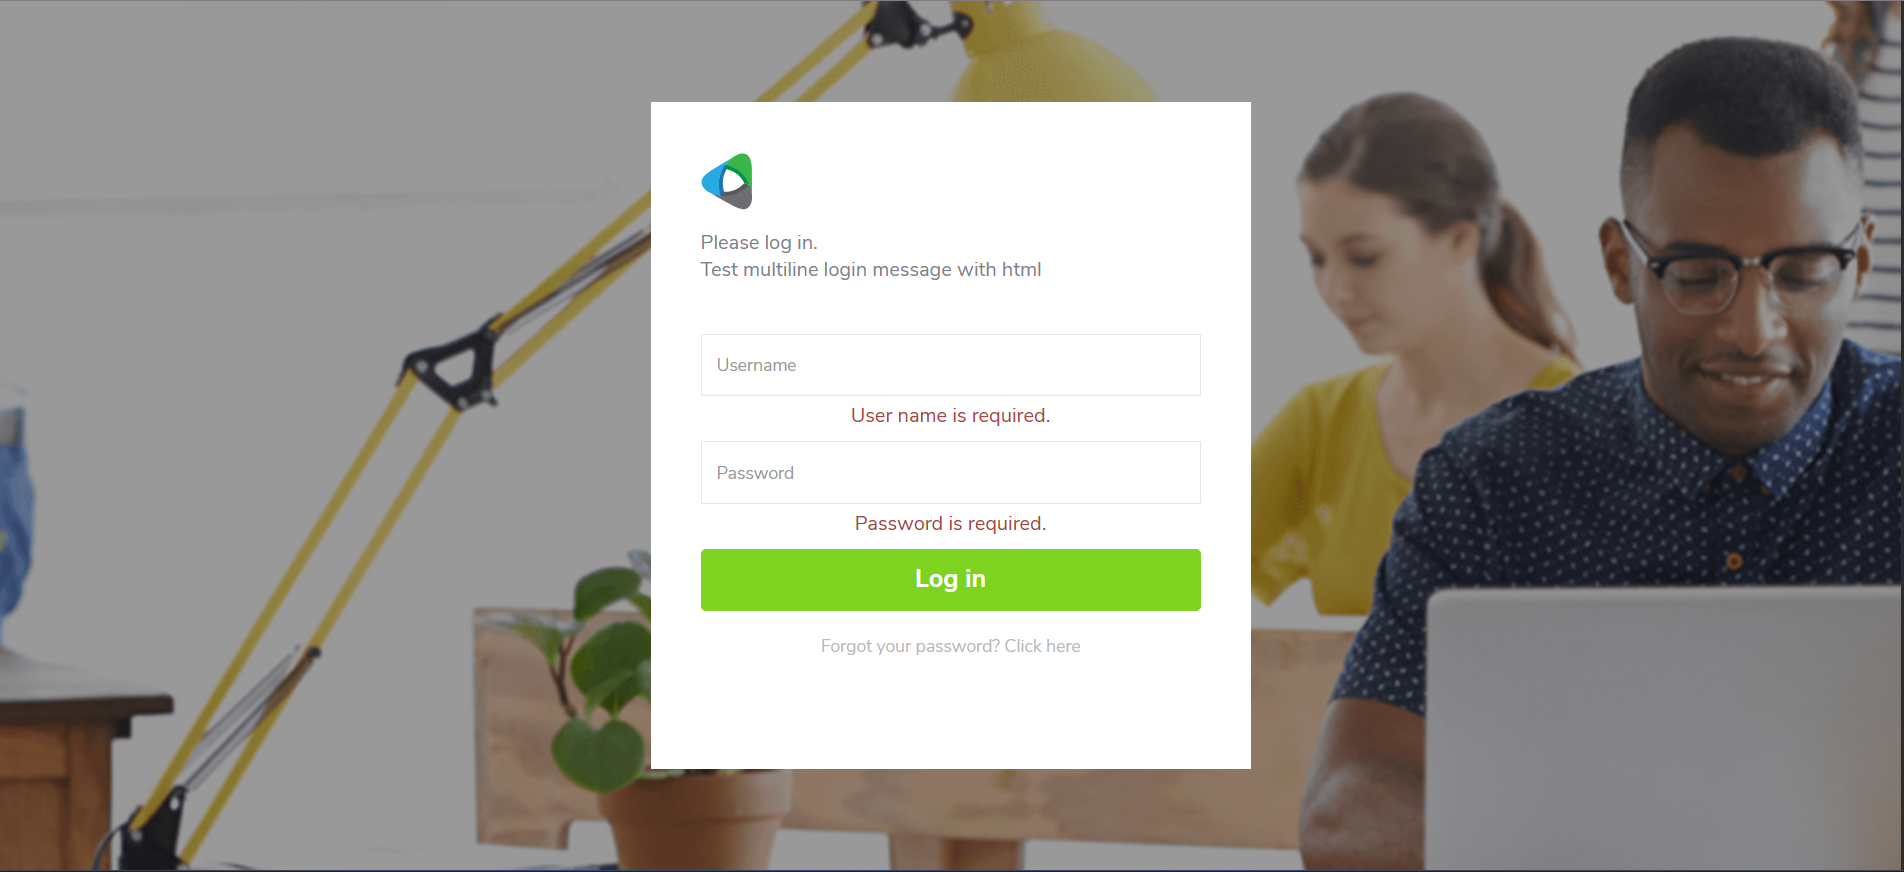 Please log in.
Test multiline login message with html
Username
User name is required.
Password
Password is required.
Log in
Forgot your password? Click here